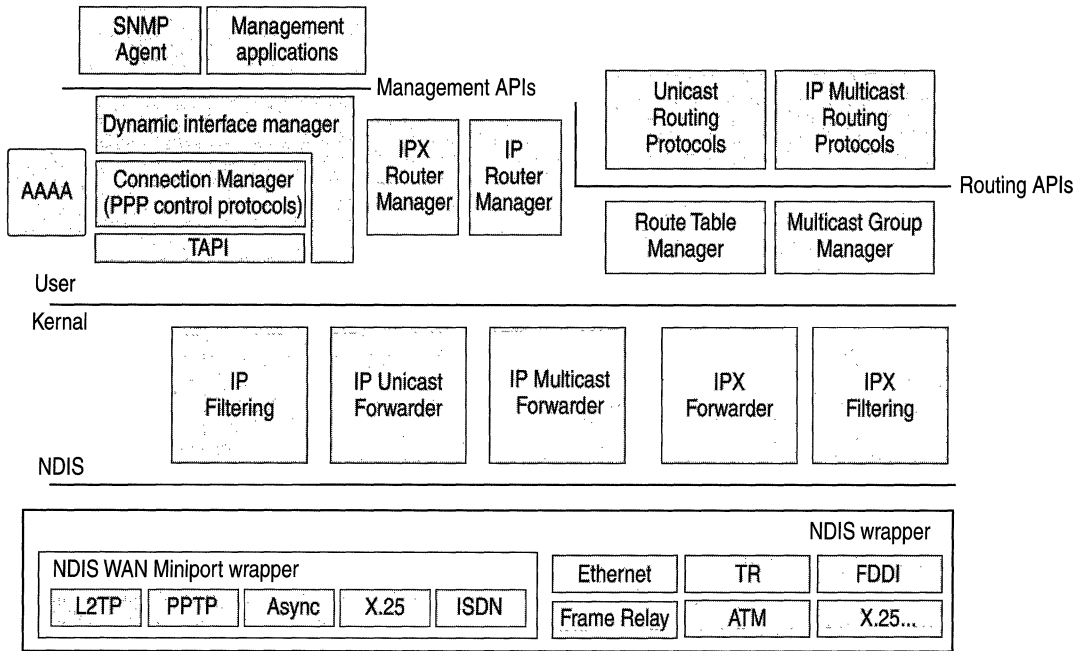 SNMP
Agent
Management
applications
Management APIs
Dynamic interface manager
AAAA
Connection Manager
(PPP control protocols)
TAPI
IPX
Router
Manager
IP
Router
Manager
Unicast
Routing
Protocols
IP Multicast
Routing
Protocols
Routing APIs
Route Table
Manager
Multicast Group
Manager
User
Kernal
IP
Filtering
IP Unicast
Forwarder
IP Multicast
Forwarder
IPX
Forwarder
IPX
Filtering
NDIS
NDIS wrapper
NDIS WAN Miniport wrapper
L2TP
PPTP
Async
X.25
ISDN
Ethernet
TR
FDDI
Frame Relay
ATM
X.25...